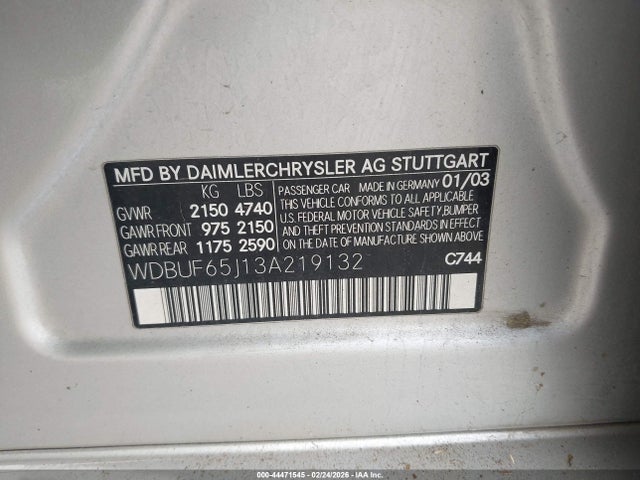 MFD BY DAIMLERCHRYSLER AG STUTTGART
KG LBS
GVWR 2150 4740
GAWR FRONT 975 2150
GAWR REAR 1175 2590
PASSENGER CAR MADE IN GERMANY 01/03
THIS VEHICLE CONFORMS TO ALL APPLICABLE
U.S. FEDERAL MOTOR VEHICLE SAFETY, BUMPER
AND THEFT PREVENTION STANDARDS IN EFFECT
ON THE DATE OF MANUFACTURE SHOWN ABOVE.
WDBUF65J13A219132
C744
000-44471545 - 02/24/2026 - IAA Inc.